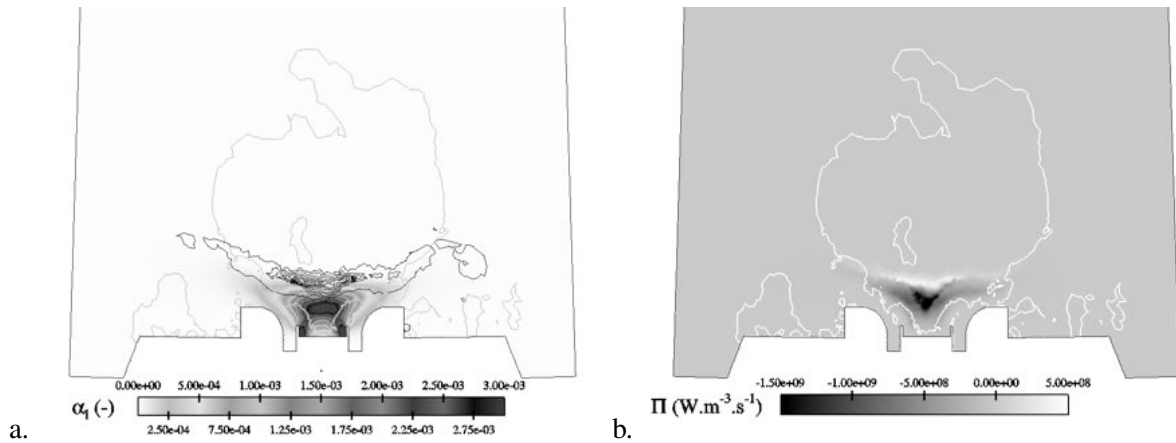 0.00e+00 5.00e-04 1.00e-03 1.50e-03 2.00e-03 2.50e-03 3.00e-03
α_l (-)
2.50e-04 7.50e-04 1.25e-03 1.75e-03 2.25e-03 2.75e-03
a.
-1.50e+09 -1.00e+09 -5.00e+08 0.00e+00 5.00e+08
Π (W.m⁻³.s⁻¹)
b.